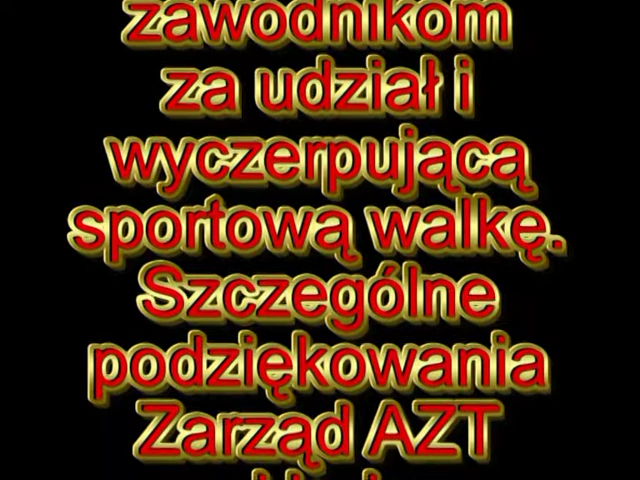 zawodnikom
za udział i
wyczerpującą
sportową walkę.
Szczególne
podziękowania
Zarząd AZT